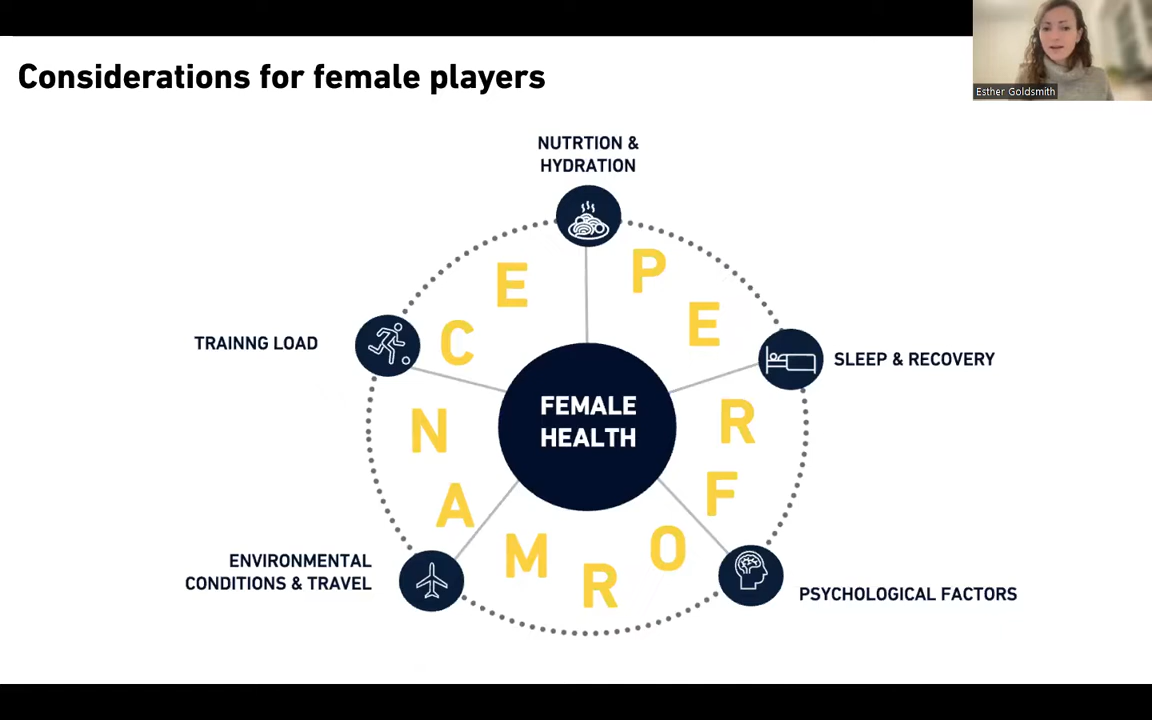 Considerations for female players
Esther Goldsmith
NUTRTION &
HYDRATION
SLEEP & RECOVERY
PSYCHOLOGICAL FACTORS
ENVIRONMENTAL
CONDITIONS & TRAVEL
TRAINNG LOAD
FEMALE
HEALTH
PERFORMANCE